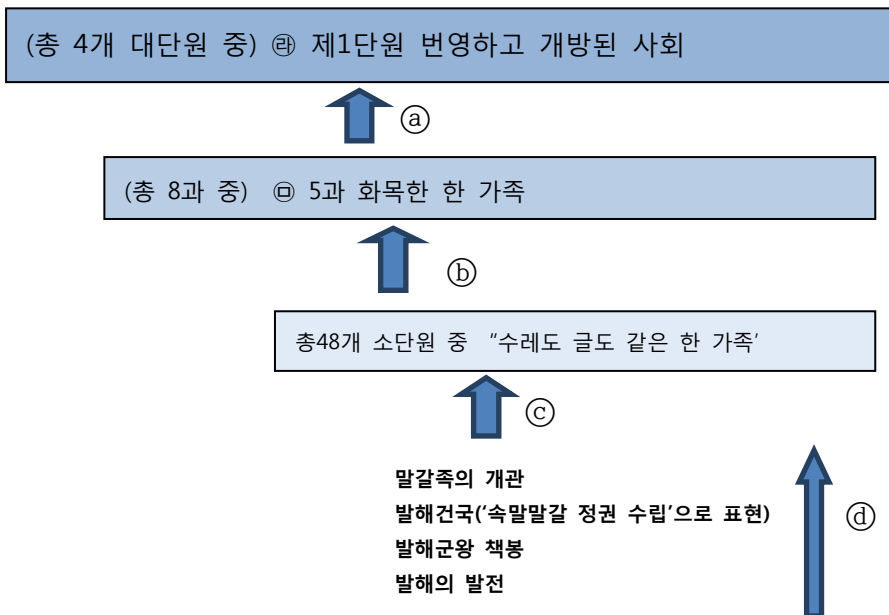 (총 4개 대단원 중) ㉣ 제1단원 번영하고 개방된 사회
ⓐ
(총 8과 중) ㉤ 5과 화목한 한 가족
ⓑ
총48개 소단원 중 “수레도 글도 같은 한 가족’
ⓒ
말갈족의 개관
발해건국(‘속말말갈 정권 수립’으로 표현)
ⓓ
발해군왕 책봉
발해의 발전